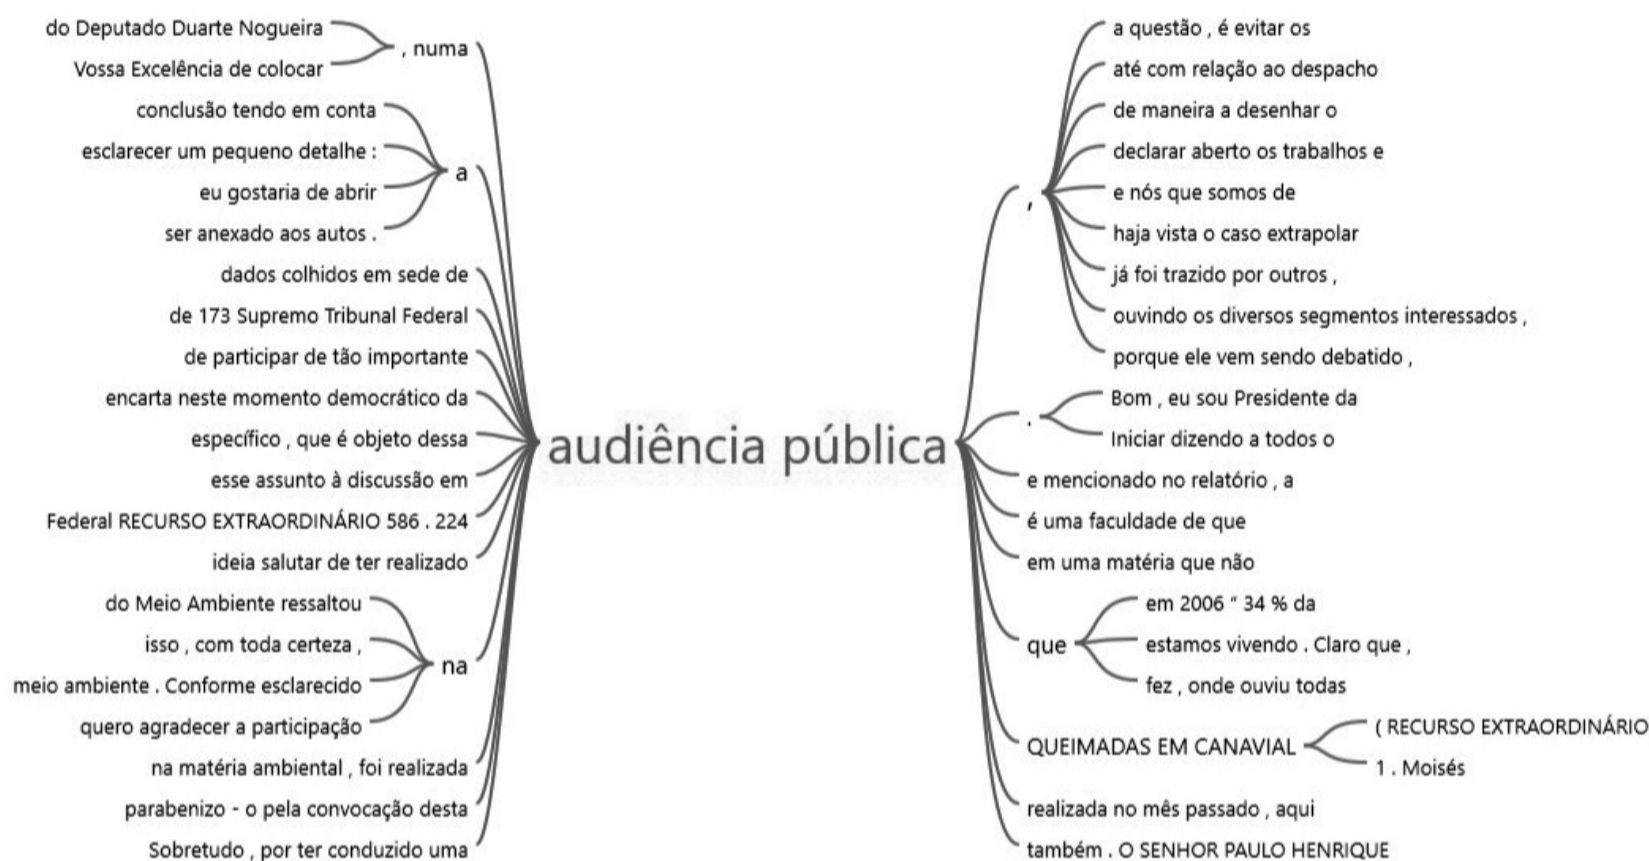 do Deputado Duarte Nogueira
Vossa Excelência de colocar
, numa
conclusão tendo em conta
esclarecer um pequeno detalhe :
eu gostaria de abrir
ser anexado aos autos .
a
dados colhidos em sede de
de 173 Supremo Tribunal Federal
de participar de tão importante
encarta neste momento democrático da
específico , que é objeto dessa
esse assunto à discussão em
Federal RECURSO EXTRAORDINÁRIO 586 . 224
ideia salutar de ter realizado
do Meio Ambiente ressaltou
isso , com toda certeza ,
meio ambiente . Conforme esclarecido
quero agradecer a participação
na
na matéria ambiental , foi realizada
parabenizo - o pela convocação desta
Sobretudo , por ter conduzido uma
audiência pública
,
a questão , é evitar os
até com relação ao despacho
de maneira a desenhar o
declarar aberto os trabalhos e
e nós que somos de
haja vista o caso extrapolar
já foi trazido por outros ,
ouvindo os diversos segmentos interessados ,
porque ele vem sendo debatido ,
.
Bom , eu sou Presidente da
Iniciar dizendo a todos o
e mencionado no relatório , a
é uma faculdade de que
em uma matéria que não
que
em 2006 “ 34 % da
estamos vivendo . Claro que ,
fez , onde ouviu todas
QUEIMADAS EM CANAVIAL
( RECURSO EXTRAORDINÁRIO
1 . Moisés
realizada no mês passado , aqui
também . O SENHOR PAULO HENRIQUE